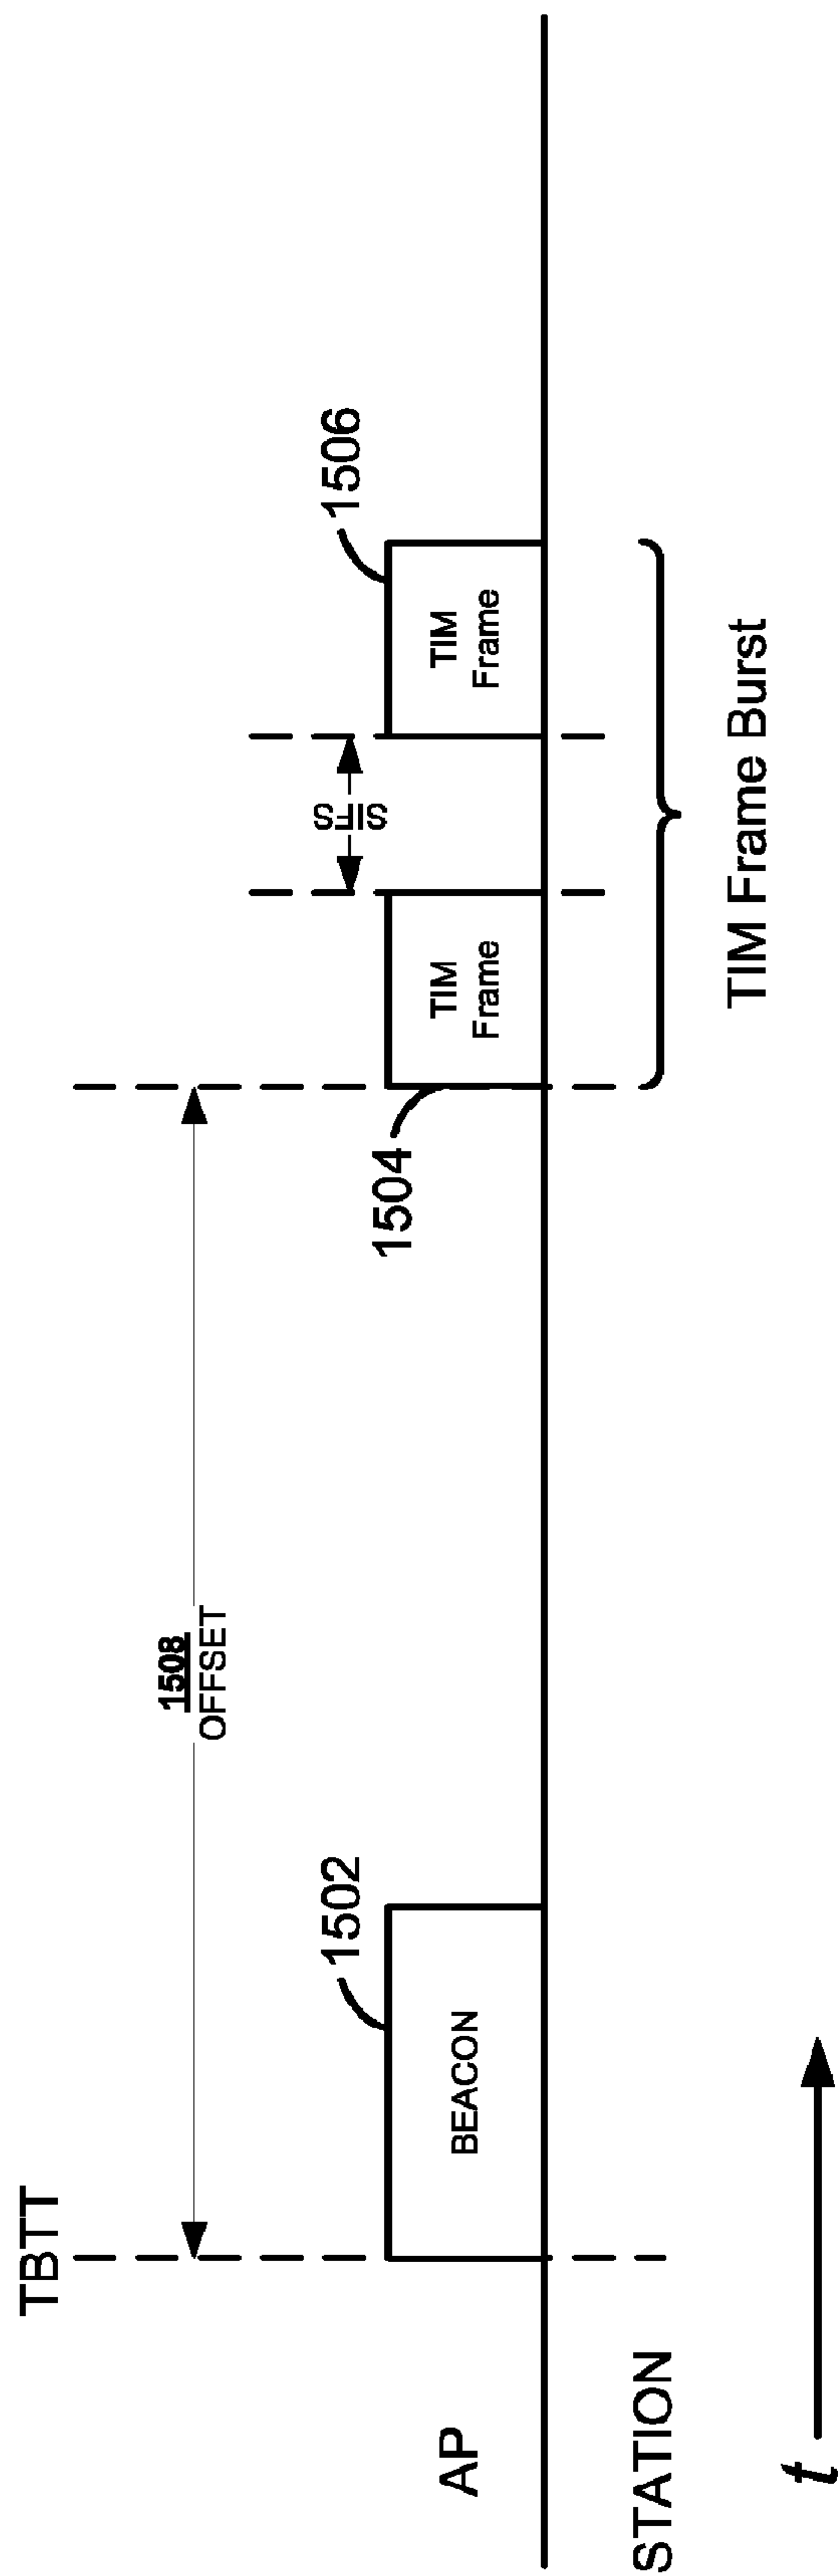 TBTT
1508
OFFSET
1502
1506
SIFS
1504
AP
BEACON
TIM
Frame
TIM
Frame
STATION
TIM Frame Burst
t